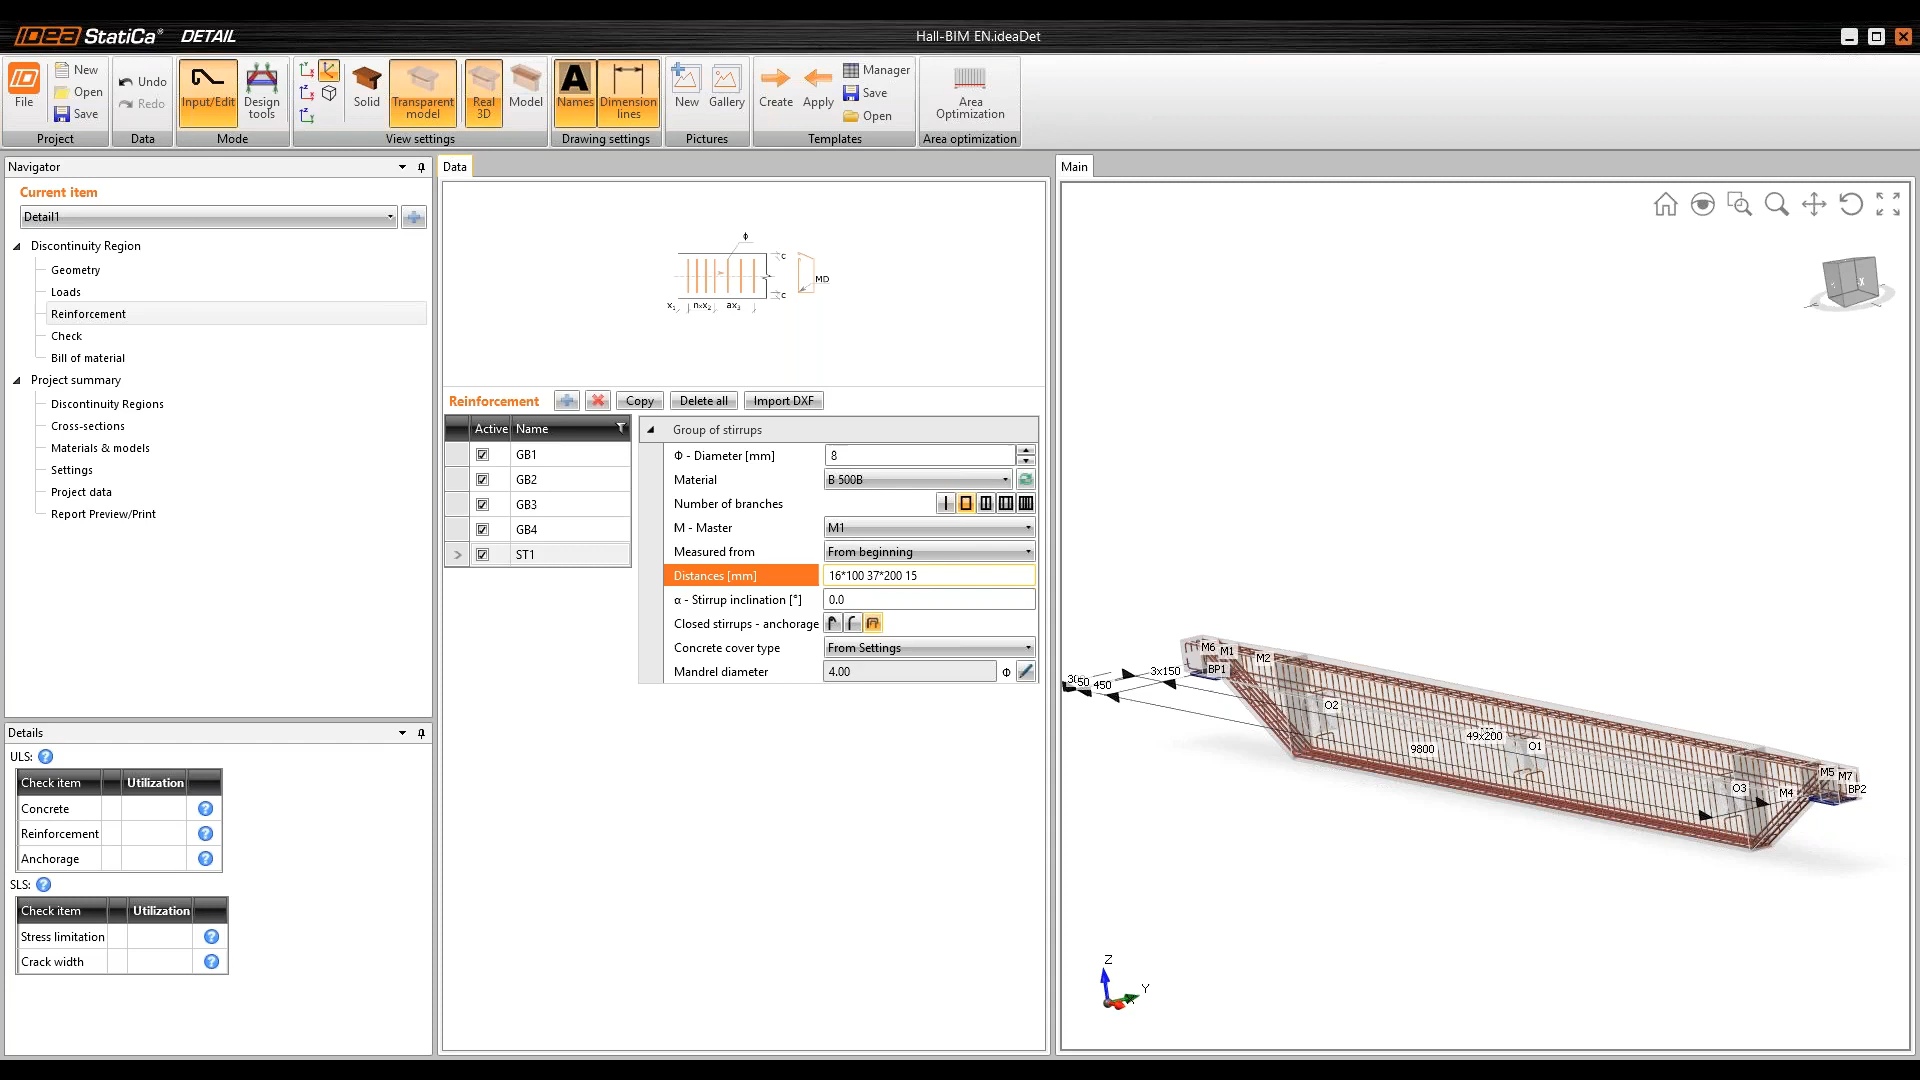 IDEA StatiCa® DETAIL
Hall-BIM EN.ideaDet
File
New
Open
Save
Project
Undo
Redo
Data
Input/Edit
Design tools
Mode
Solid
Transparent model
Real 3D
Model
View settings
Names
Dimension lines
Drawing settings
New
Gallery
Pictures
Create
Apply
Manager
Save
Open
Templates
Area Optimization
Area optimization
Navigator
Current item
Detail1
Discontinuity Region
Geometry
Loads
Reinforcement
Check
Bill of material
Project summary
Discontinuity Regions
Cross-sections
Materials & models
Settings
Project data
Report Preview/Print
Details
ULS:
Check item Utilization
Concrete
Reinforcement
Anchorage
SLS:
Check item Utilization
Stress limitation
Crack width
Data
ϕ
c
MD
c
x₁ n×x₂ ax₃
Reinforcement Copy Delete all Import DXF
Active Name
GB1
GB2
GB3
GB4
ST1
Group of stirrups
Φ - Diameter [mm] 8
Material B 500B
Number of branches
M - Master M1
Measured from From beginning
Distances [mm] 16*100 37*200 15
α - Stirrup inclination [°] 0.0
Closed stirrups - anchorage
Concrete cover type From Settings
Mandrel diameter 4.00 Φ
Main
M6 M1 M2
BP1
3x150
50 450
O2
49x200
O1
9800
M5 M7
O3 M4 BP2
Z
Y